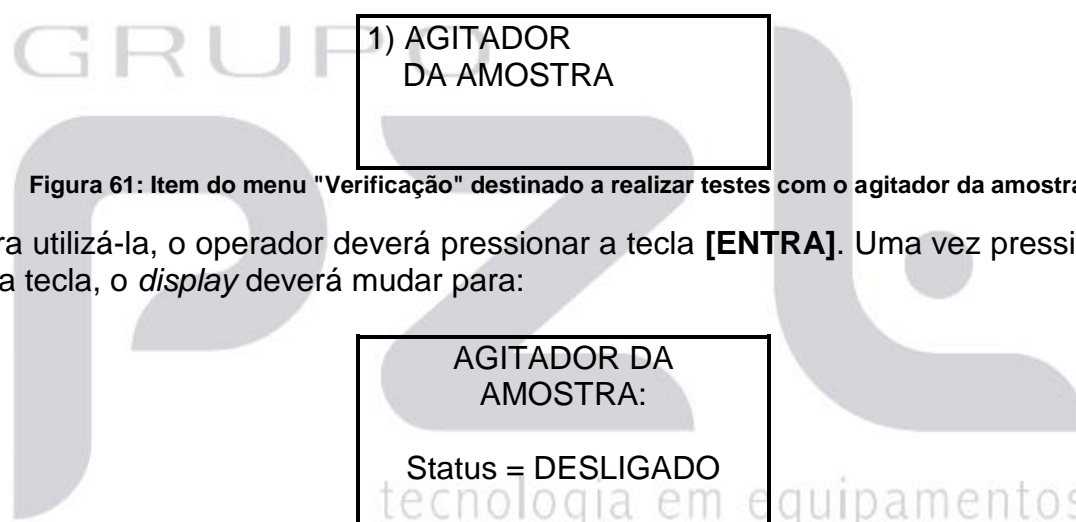 GRUPO
1) AGITADOR
DA AMOSTRA
Figura 61: Item do menu "Verificação" destinado a realizar testes com o agitador da amostra
ra utilizá-la, o operador deverá pressionar a tecla [ENTRA]. Uma vez pressi
a tecla, o display deverá mudar para:
pzl
AGITADOR DA
AMOSTRA:
Status = DESLIGADO
tecnologia em equipamentos